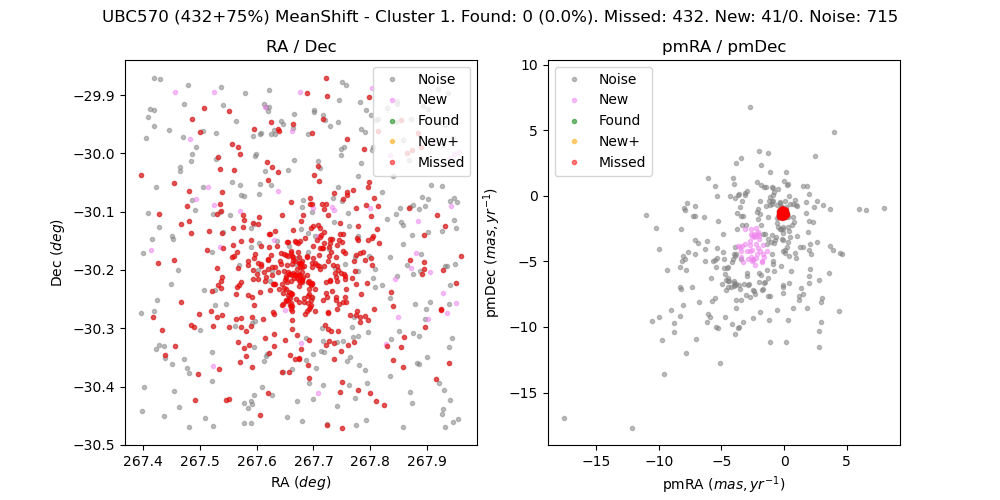 UBC570 (432+75%) MeanShift - Cluster 1. Found: 0 (0.0%). Missed: 432. New: 41/0. Noise: 715
RA / Dec
pmRA / pmDec
Noise
New
Found
New+
Missed
Noise
New
Found
New+
Missed
−29.9
−30.0
−30.1
−30.2
−30.3
−30.4
−30.5
Dec (deg)
267.4 267.5 267.6 267.7 267.8 267.9
RA (deg)
10
5
0
−5
−10
−15
pmDec (mas, yr⁻¹)
−15 −10 −5 0 5
pmRA (mas, yr⁻¹)